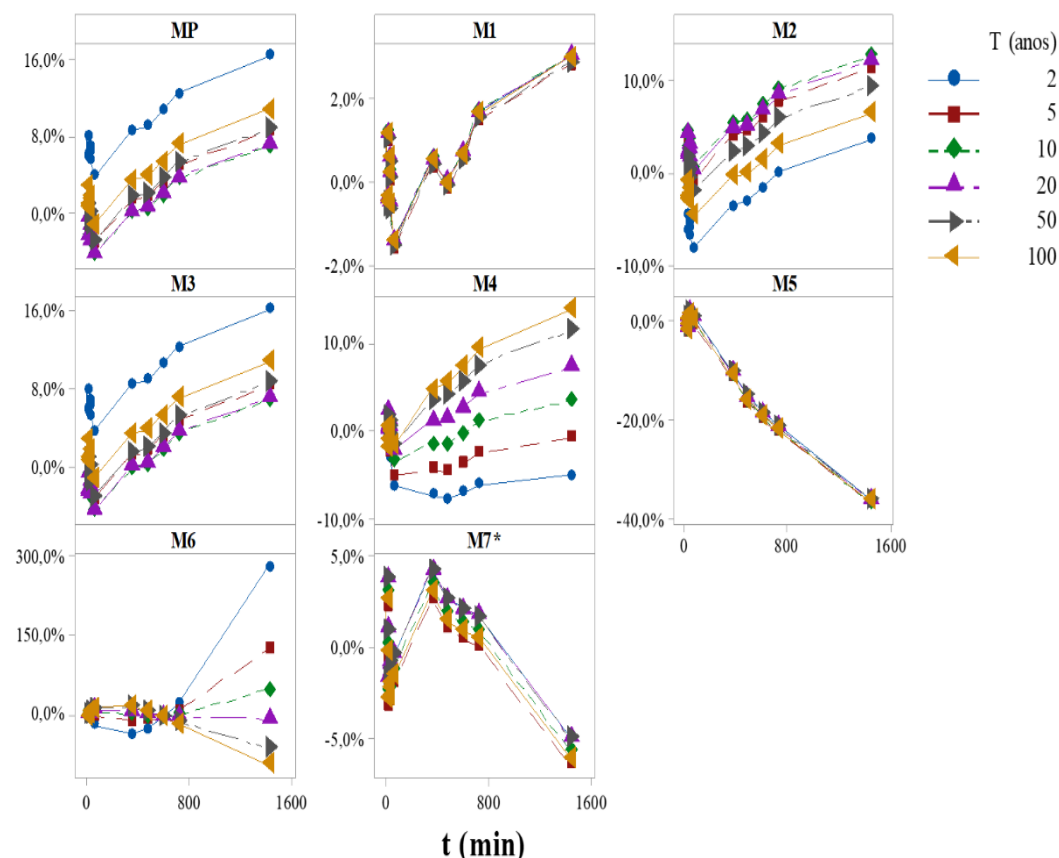 MP M1 M2 T (anos)
16,0% 2,0% 10,0% 2
8,0% 0,0% 0,0% 5
0,0% -2,0% -10,0% 10
20
50
100
M3 M4 M5
16,0% 10,0% 0,0%
8,0% 0,0% -20,0%
0,0% -10,0% -40,0%
0 800 1600
M6 M7*
300,0% 5,0%
150,0% 0,0%
0,0% -5,0%
0 800 1600 0 800 1600
t (min)